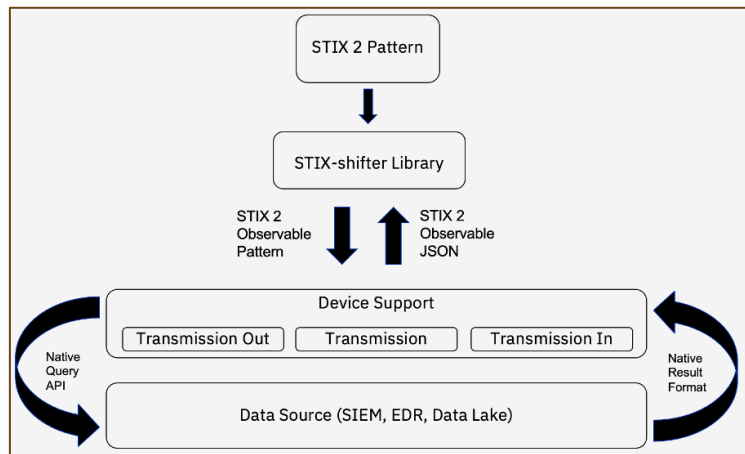 STIX 2 Pattern
STIX-shifter Library
STIX 2
Observable
Pattern
STIX 2
Observable
JSON
Device Support
Transmission Out
Transmission
Transmission In
Native
Query
API
Native
Result
Format
Data Source (SIEM, EDR, Data Lake)